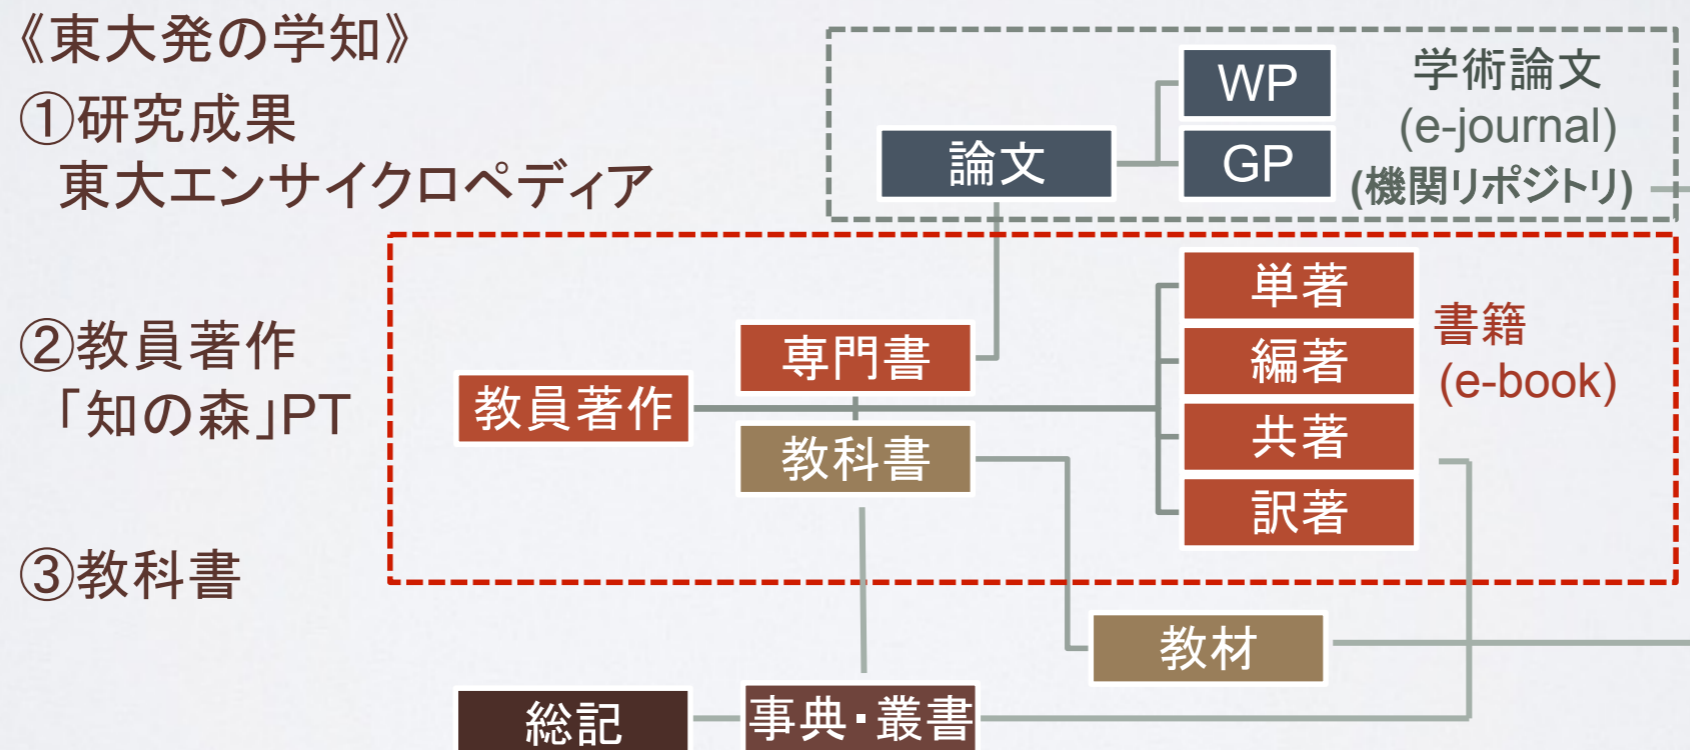 《東大発の学知》
①研究成果
東大エンサイクロペディア
②教員著作
「知の森」PT
③教科書
WP
論文
GP
学術論文
(e-journal)
(機関リポジトリ)
教員著作
専門書
教科書
単著
編著
共著
訳著
書籍
(e-book)
教材
総記
事典・叢書